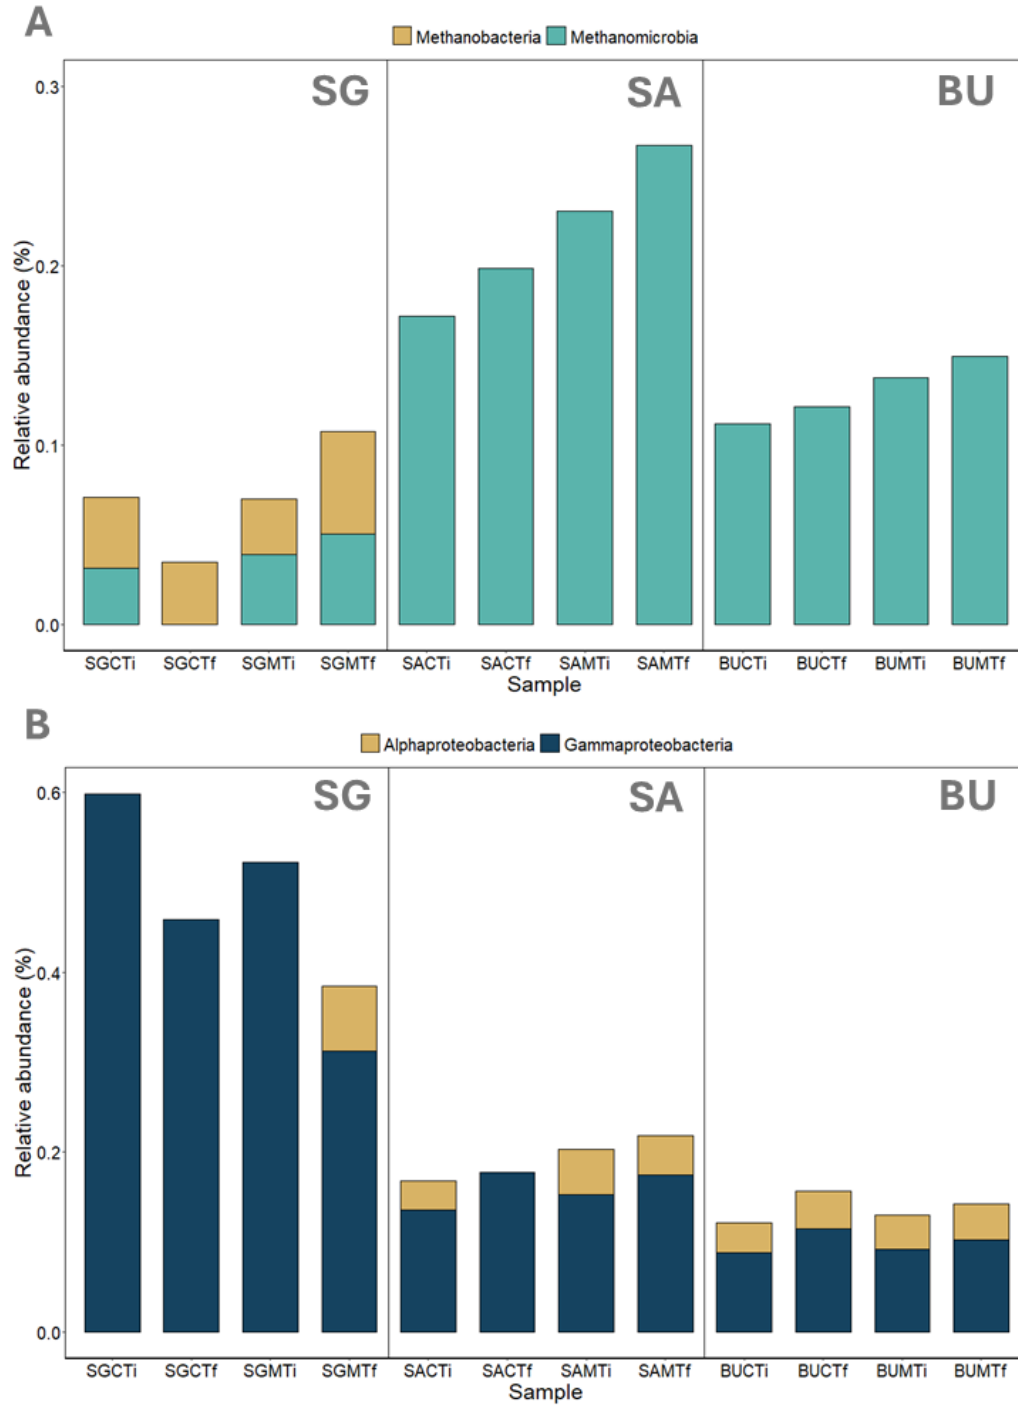 A
Methanobacteria Methanomicrobia
SG SA BU
0.3
0.2
0.1
0.0
Relative abundance (%)
SGCTi SGCTf SGMTi SGMTf SACTi SACTf SAMTi SAMTf BUCTi BUCTf BUMTi BUMTf
Sample
B
Alphaproteobacteria Gammaproteobacteria
SG SA BU
0.6
0.4
0.2
0.0
Relative abundance (%)
SGCTi SGCTf SGMTi SGMTf SACTi SACTf SAMTi SAMTf BUCTi BUCTf BUMTi BUMTf
Sample